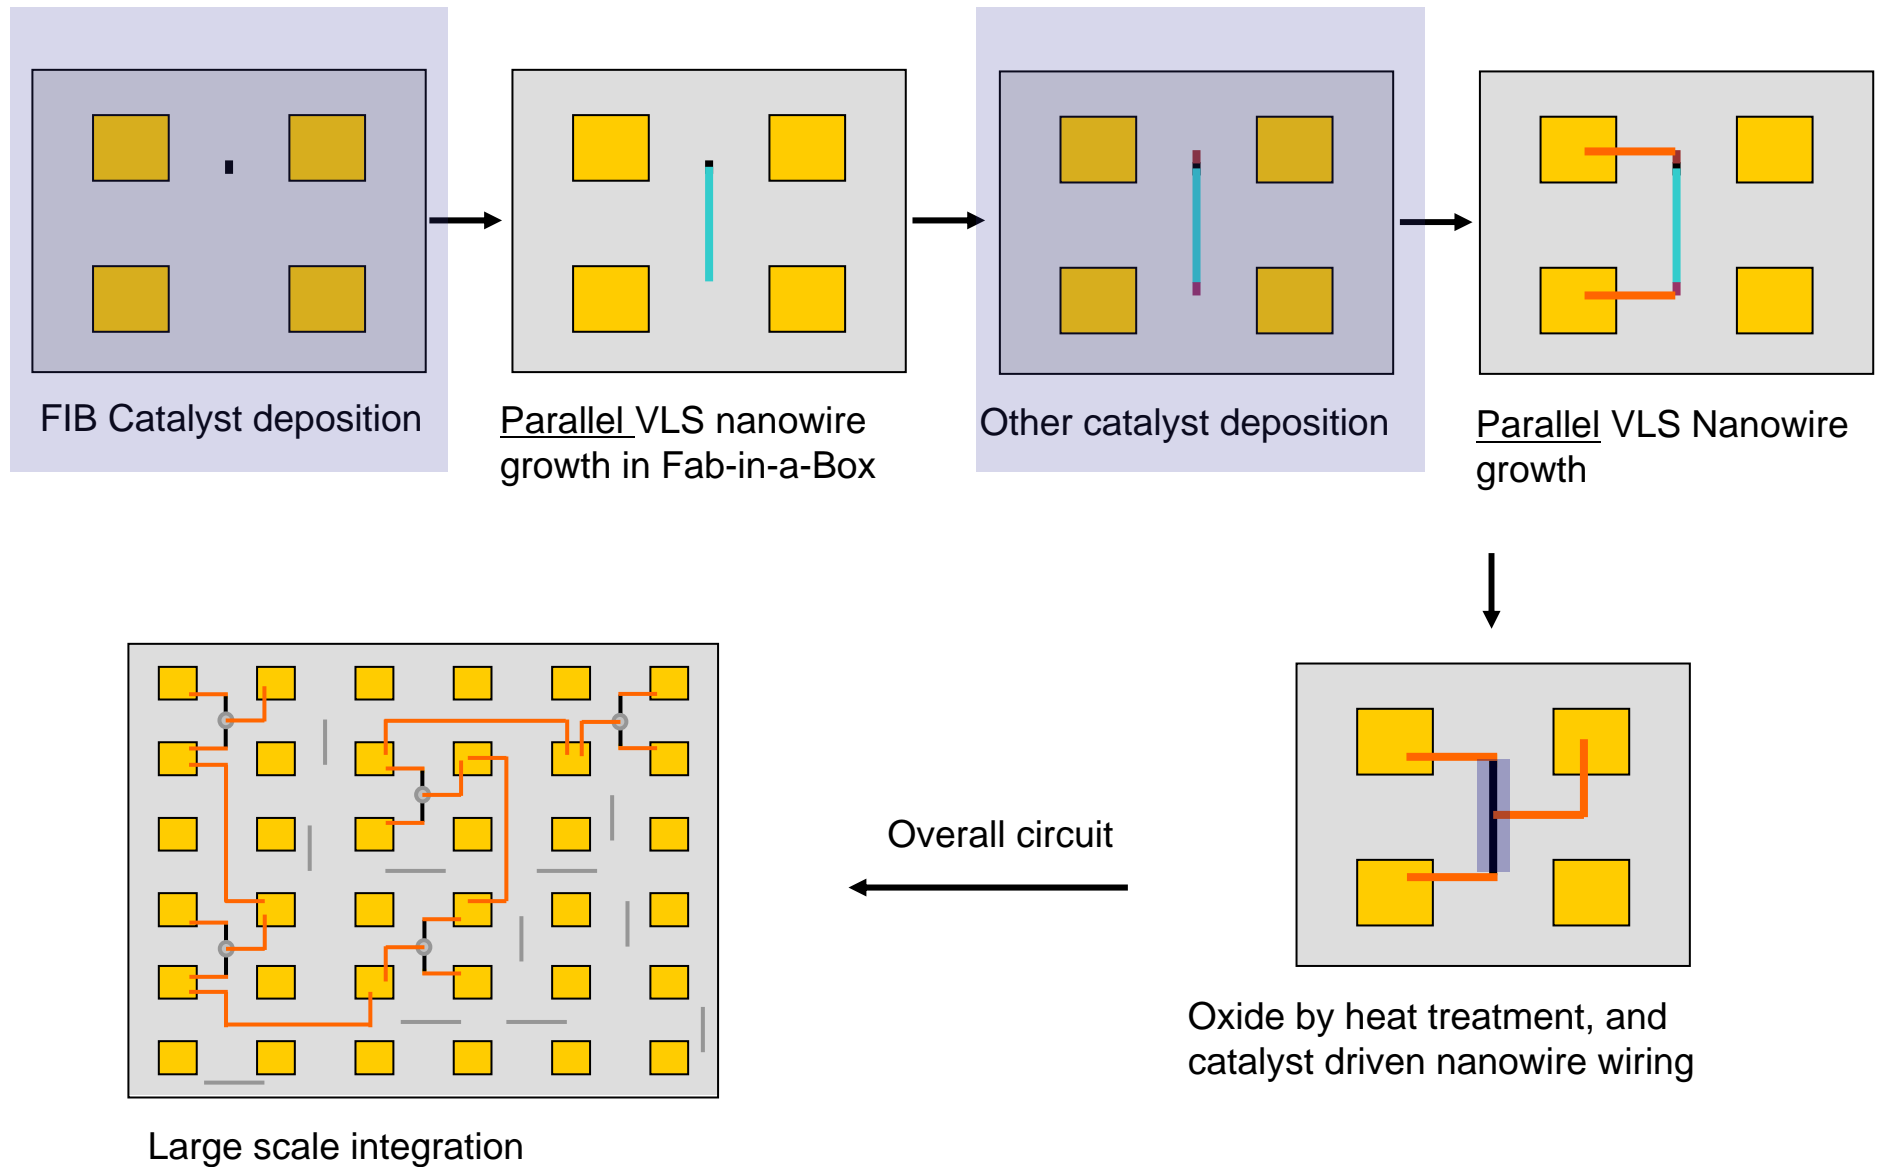 FIB Catalyst deposition
Parallel VLS nanowire
growth in Fab-in-a-Box
Other catalyst deposition
Parallel VLS Nanowire
growth
Overall circuit
Oxide by heat treatment, and
catalyst driven nanowire wiring
Large scale integration